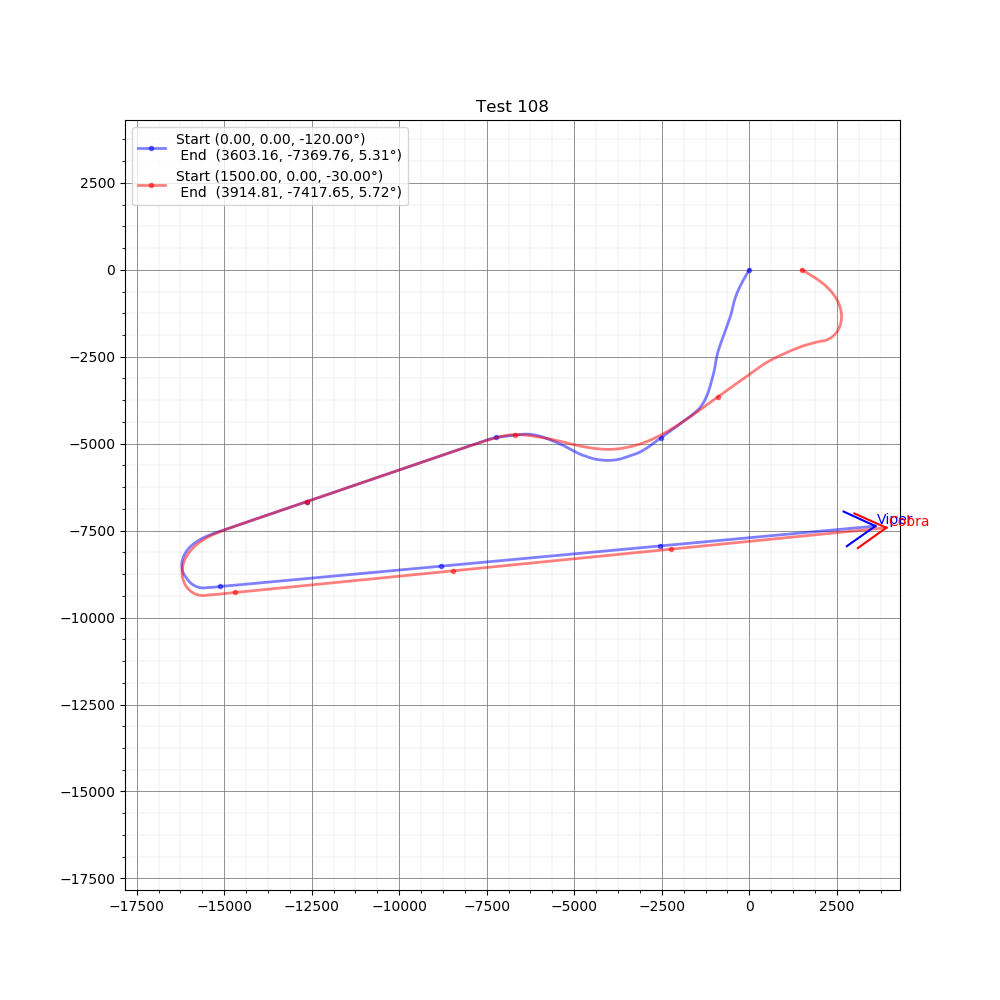 Test 108
Start (0.00, 0.00, -120.00°)
End (3603.16, -7369.76, 5.31°)
Start (1500.00, 0.00, -30.00°)
End (3914.81, -7417.65, 5.72°)
2500
0
−2500
−5000
−7500
−10000
−12500
−15000
−17500
Viper
Cobra
−17500 −15000 −12500 −10000 −7500 −5000 −2500 0 2500